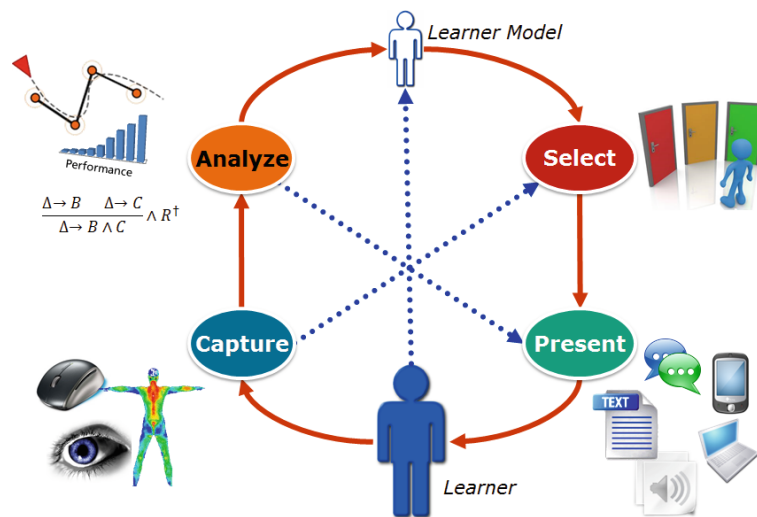 Learner Model
Analyze
Select
Performance
Δ→ B Δ→ C
Δ→ B ∧ C
∧ R†
Capture
Present
TEXT
Learner